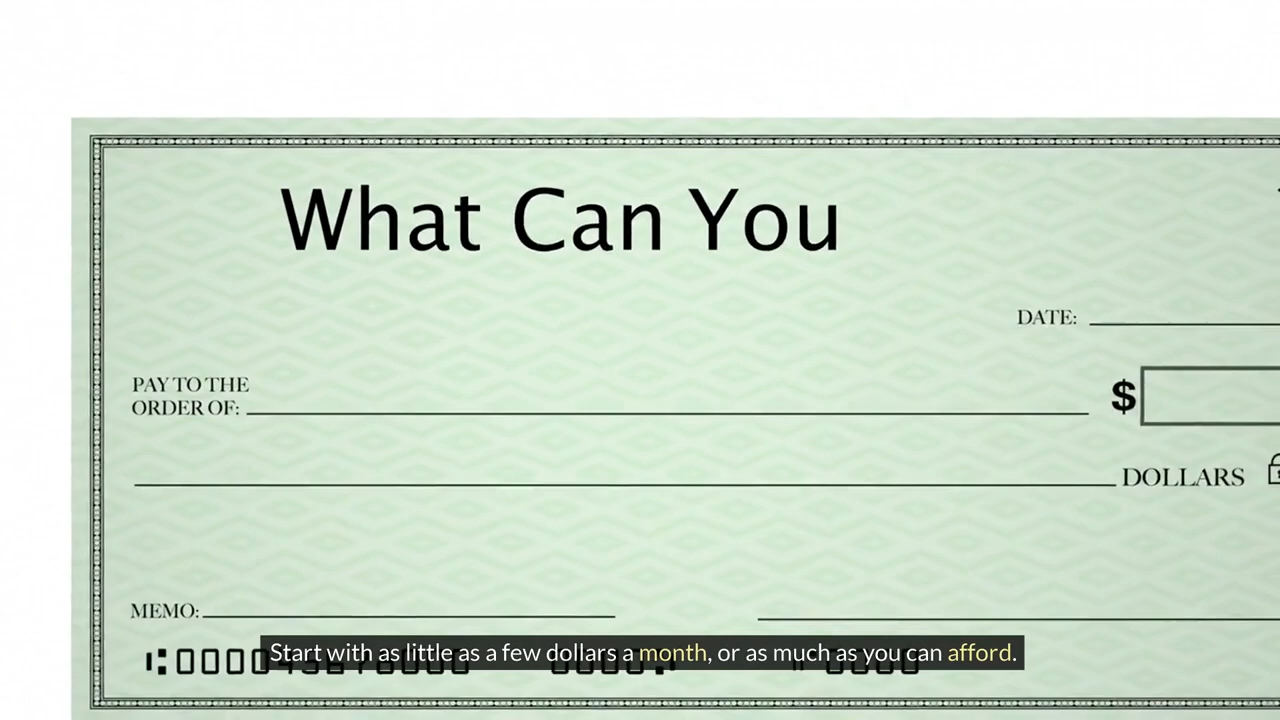 What Can You
DATE:
PAY TO THE
ORDER OF:
$
DOLLARS
MEMO:
Start with as little as a few dollars a month, or as much as you can afford.